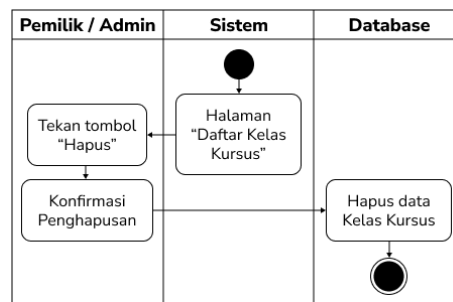 Pemilik / Admin
Sistem
Database
Halaman
“Daftar Kelas
Kursus”
Tekan tombol
“Hapus”
Konfirmasi
Penghapusan
Hapus data
Kelas Kursus